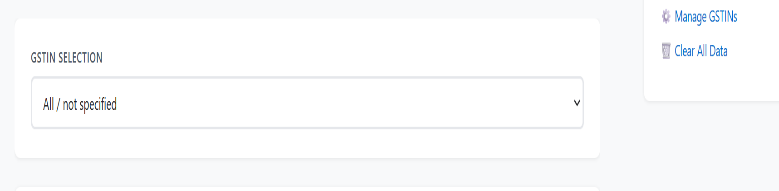 GSTIN SELECTION
All / not specified
Manage GSTINs
Clear All Data